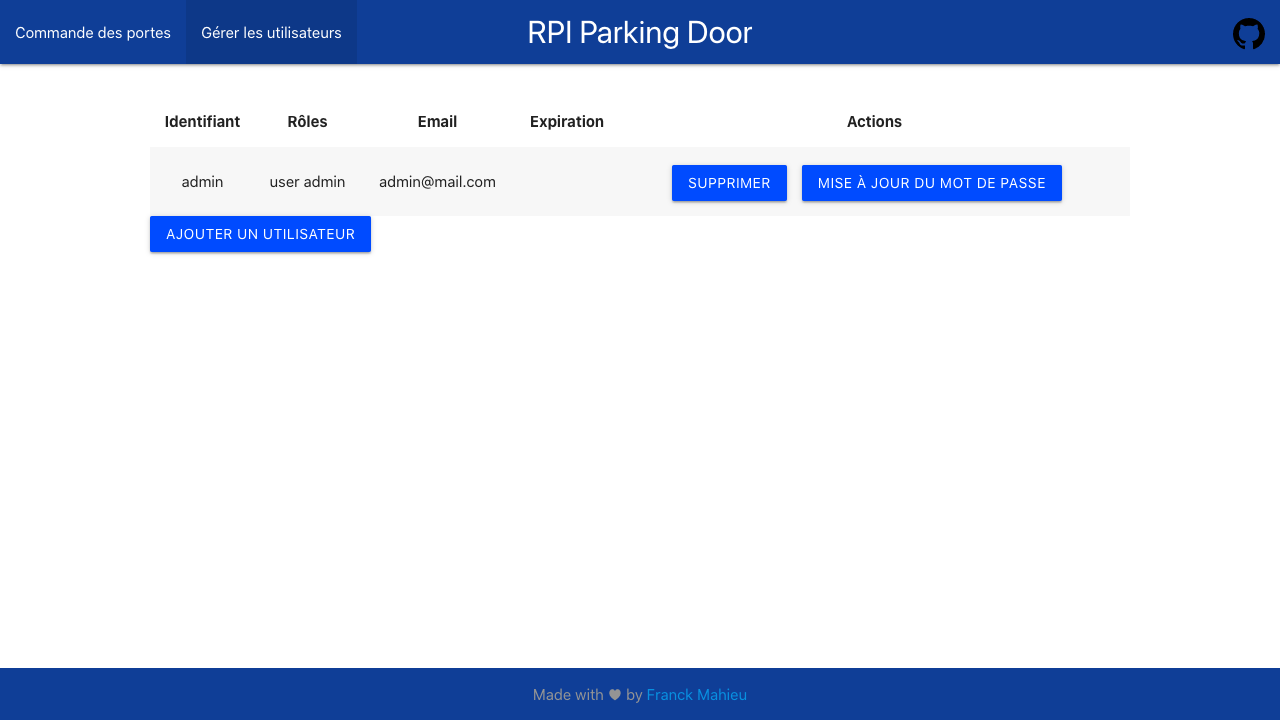 Commande des portes Gérer les utilisateurs RPI Parking Door
Identifiant Rôles Email Expiration Actions
admin user admin admin@mail.com SUPPRIMER MISE À JOUR DU MOT DE PASSE
AJOUTER UN UTILISATEUR
Made with ♥ by Franck Mahieu